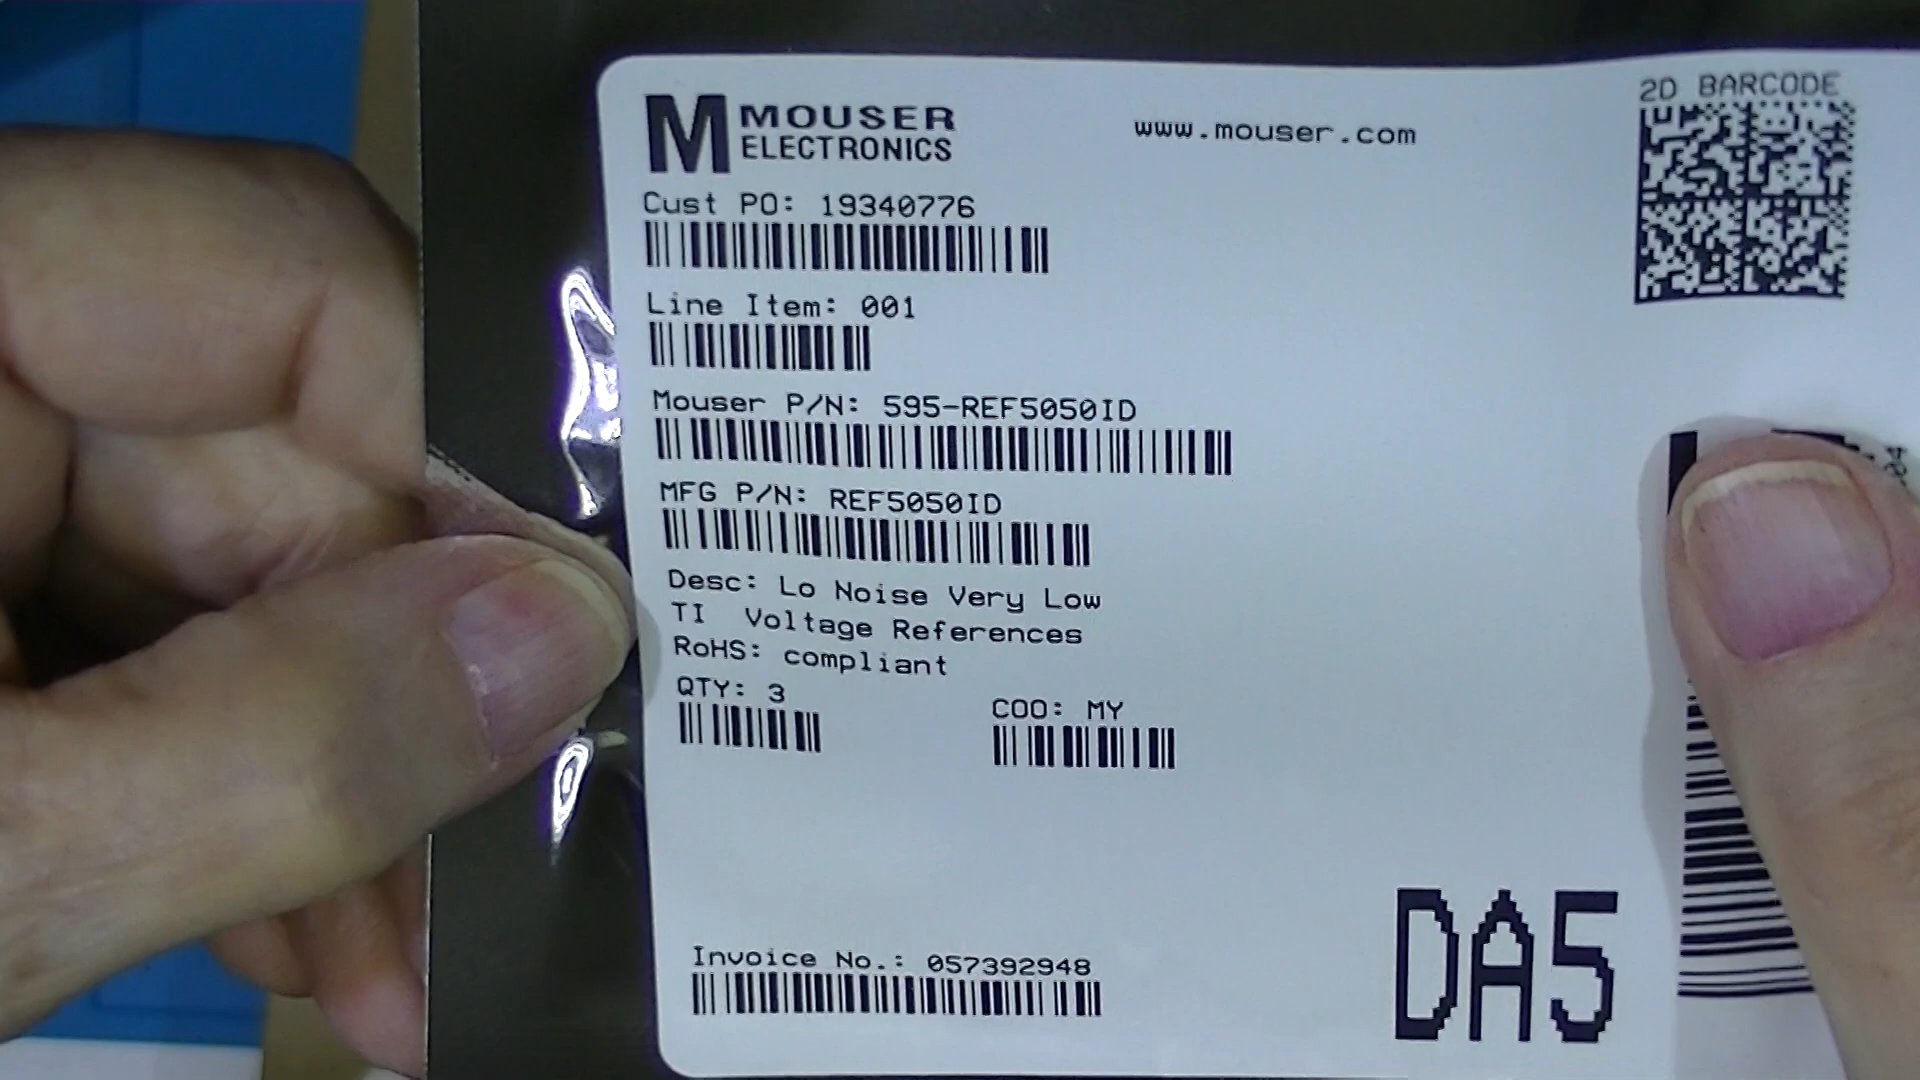 M MOUSER
ELECTRONICS
www.mouser.com
2D BARCODE
Cust PO: 19340776
Line Item: 001
Mouser P/N: 595-REF5050ID
MFG P/N: REF5050ID
Desc: Lo Noise Very Low
TI Voltage References
RoHS: compliant
QTY: 3
COO: MY
Invoice No.: 057392948
DA5